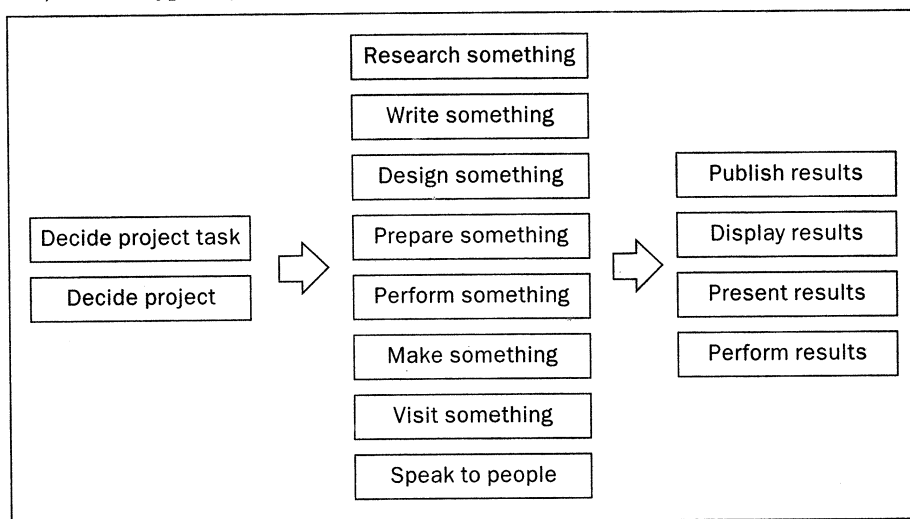 Decide project task
Decide project
Research something
Write something
Design something
Prepare something
Perform something
Make something
Visit something
Speak to people
Publish results
Display results
Present results
Perform results